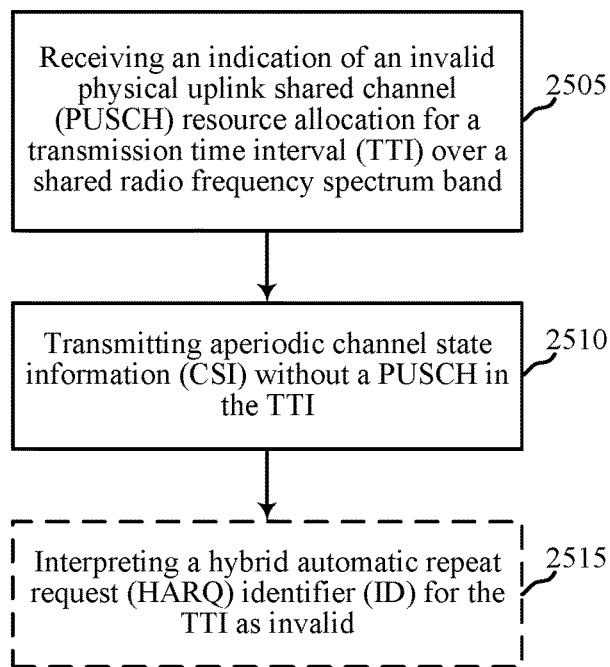 Receiving an indication of an invalid
physical uplink shared channel
(PUSCH) resource allocation for a
transmission time interval (TTI) over a
shared radio frequency spectrum band
2505
Transmitting aperiodic channel state
information (CSI) without a PUSCH in
the TTI
2510
Interpreting a hybrid automatic repeat
request (HARQ) identifier (ID) for the
TTI as invalid
2515